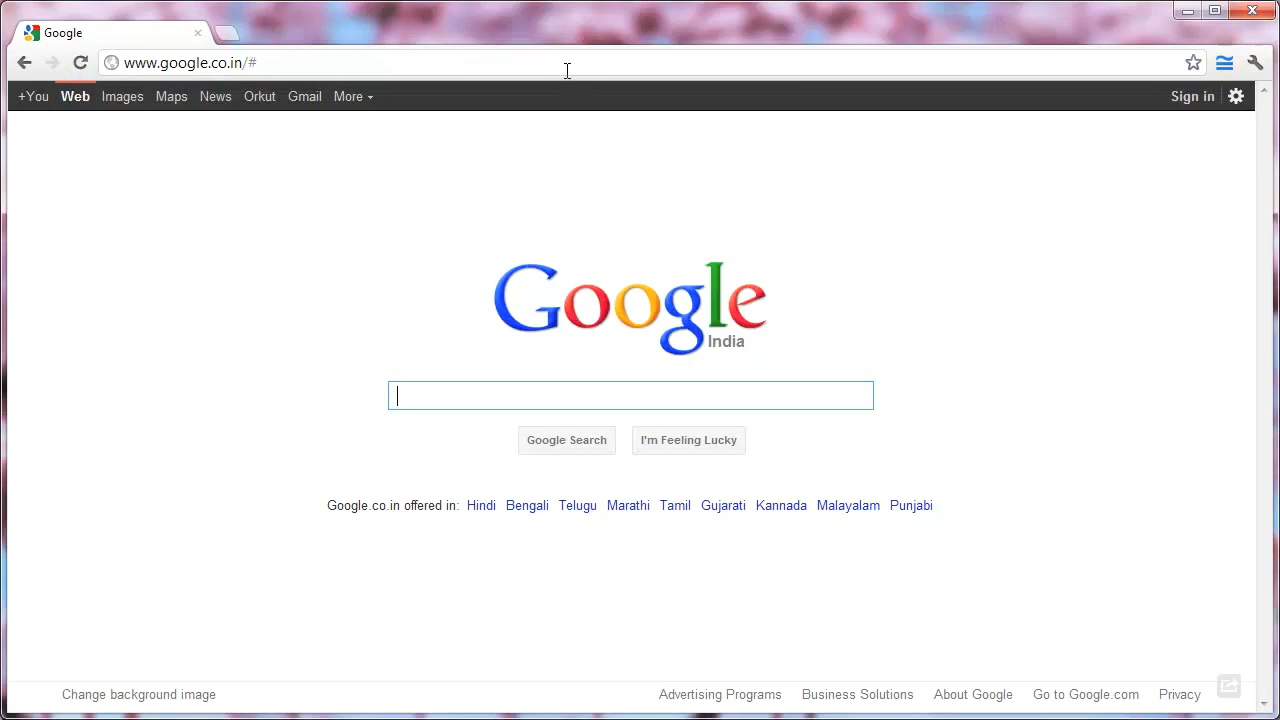 Google
www.google.co.in/#
+You Web Images Maps News Orkut Gmail More Sign in
Google
India
Google Search I'm Feeling Lucky
Google.co.in offered in: Hindi Bengali Telugu Marathi Tamil Gujarati Kannada Malayalam Punjabi
Change background image Advertising Programs Business Solutions About Google Go to Google.com Privacy